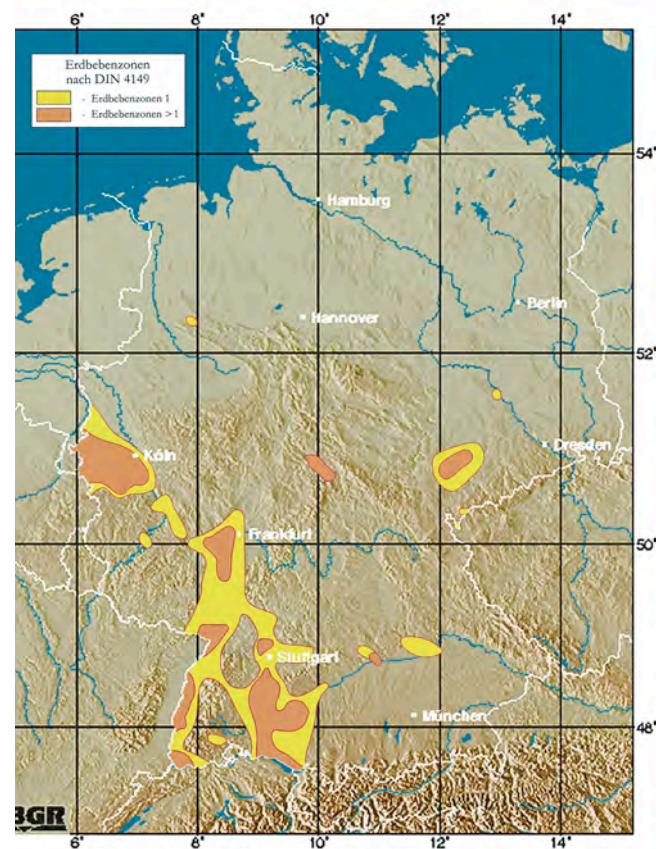 6° 8° 10° 12° 14°
Erdbebenzonen
nach DIN 4149
- Erdbebenzonen 1
- Erdbebenzonen >1
54°
Hamburg
Berlin
Hannover
52°
Köln
Dresden
Frankfurt
50°
Stuttgart
München
48°
BGR
6° 8° 10° 12° 14°